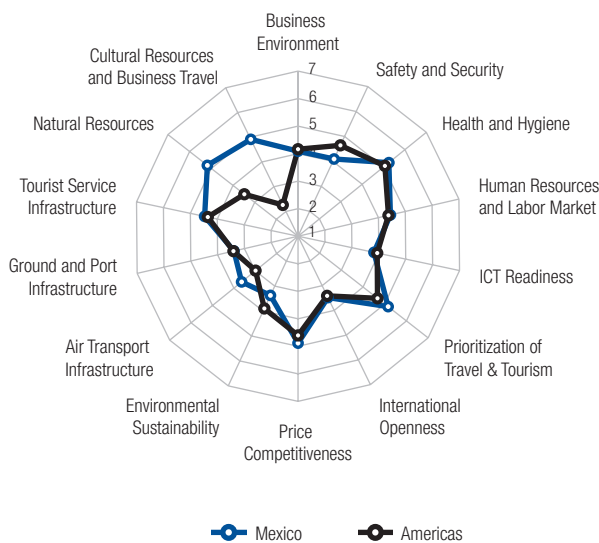 Business
Environment
Cultural Resources
and Business Travel
Safety and Security
Natural Resources
Health and Hygiene
Tourist Service
Infrastructure
Human Resources
and Labor Market
Ground and Port
Infrastructure
ICT Readiness
Air Transport
Infrastructure
Prioritization of
Travel & Tourism
Environmental
Sustainability
International
Openness
Price
Competitiveness
7
6
5
3
2
1
Mexico
Americas